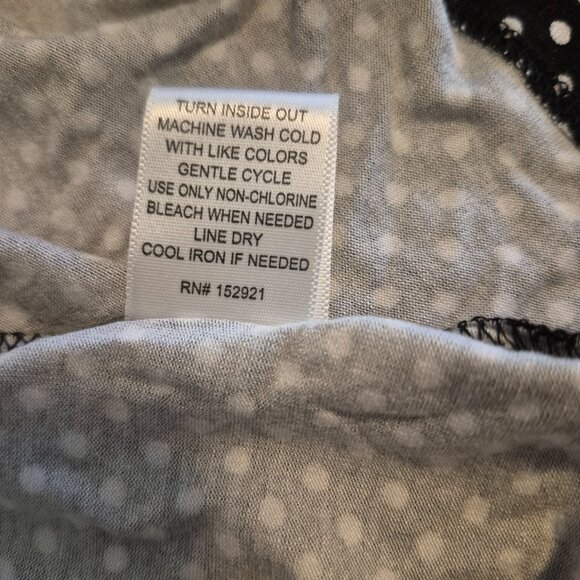 TURN INSIDE OUT
MACHINE WASH COLD
WITH LIKE COLORS
GENTLE CYCLE
USE ONLY NON-CHLORINE
BLEACH WHEN NEEDED
LINE DRY
COOL IRON IF NEEDED
RN# 152921